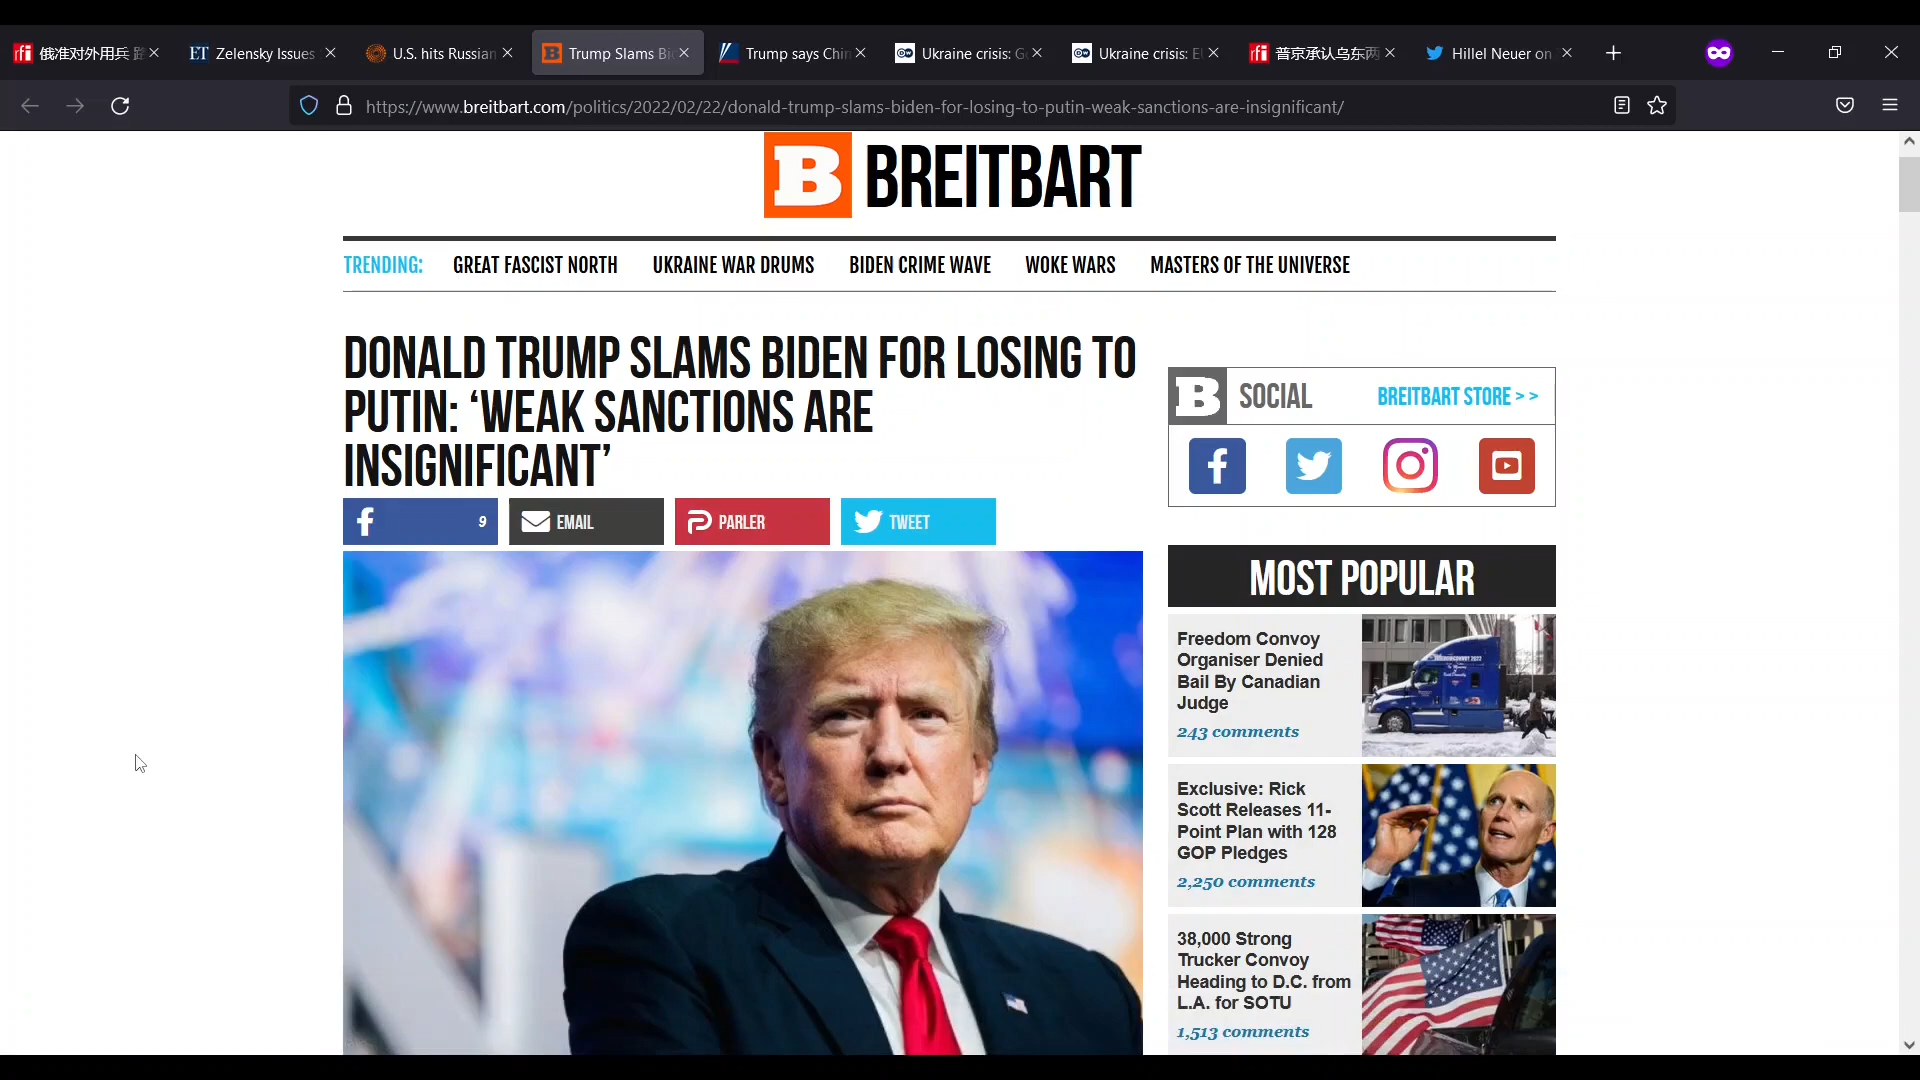 俄准对外用兵
Zelensky Issues
U.S. hits Russian
Trump Slams Bi
Trump says Chin
Ukraine crisis: G
Ukraine crisis: E
普京承认乌东两
Hillel Neuer on
https://www.breitbart.com/politics/2022/02/22/donald-trump-slams-biden-for-losing-to-putin-weak-sanctions-are-insignificant/
B BREITBART
TRENDING: GREAT FASCIST NORTH UKRAINE WAR DRUMS BIDEN CRIME WAVE WOKE WARS MASTERS OF THE UNIVERSE
DONALD TRUMP SLAMS BIDEN FOR LOSING TO
PUTIN: ‘WEAK SANCTIONS ARE
INSIGNIFICANT’
9 EMAIL PARLER TWEET
B SOCIAL BREITBART STORE > >
MOST POPULAR
Freedom Convoy
Organiser Denied
Bail By Canadian
Judge
243 comments
Exclusive: Rick
Scott Releases 11-
Point Plan with 128
GOP Pledges
2,250 comments
38,000 Strong
Trucker Convoy
Heading to D.C. from
L.A. for SOTU
1,513 comments